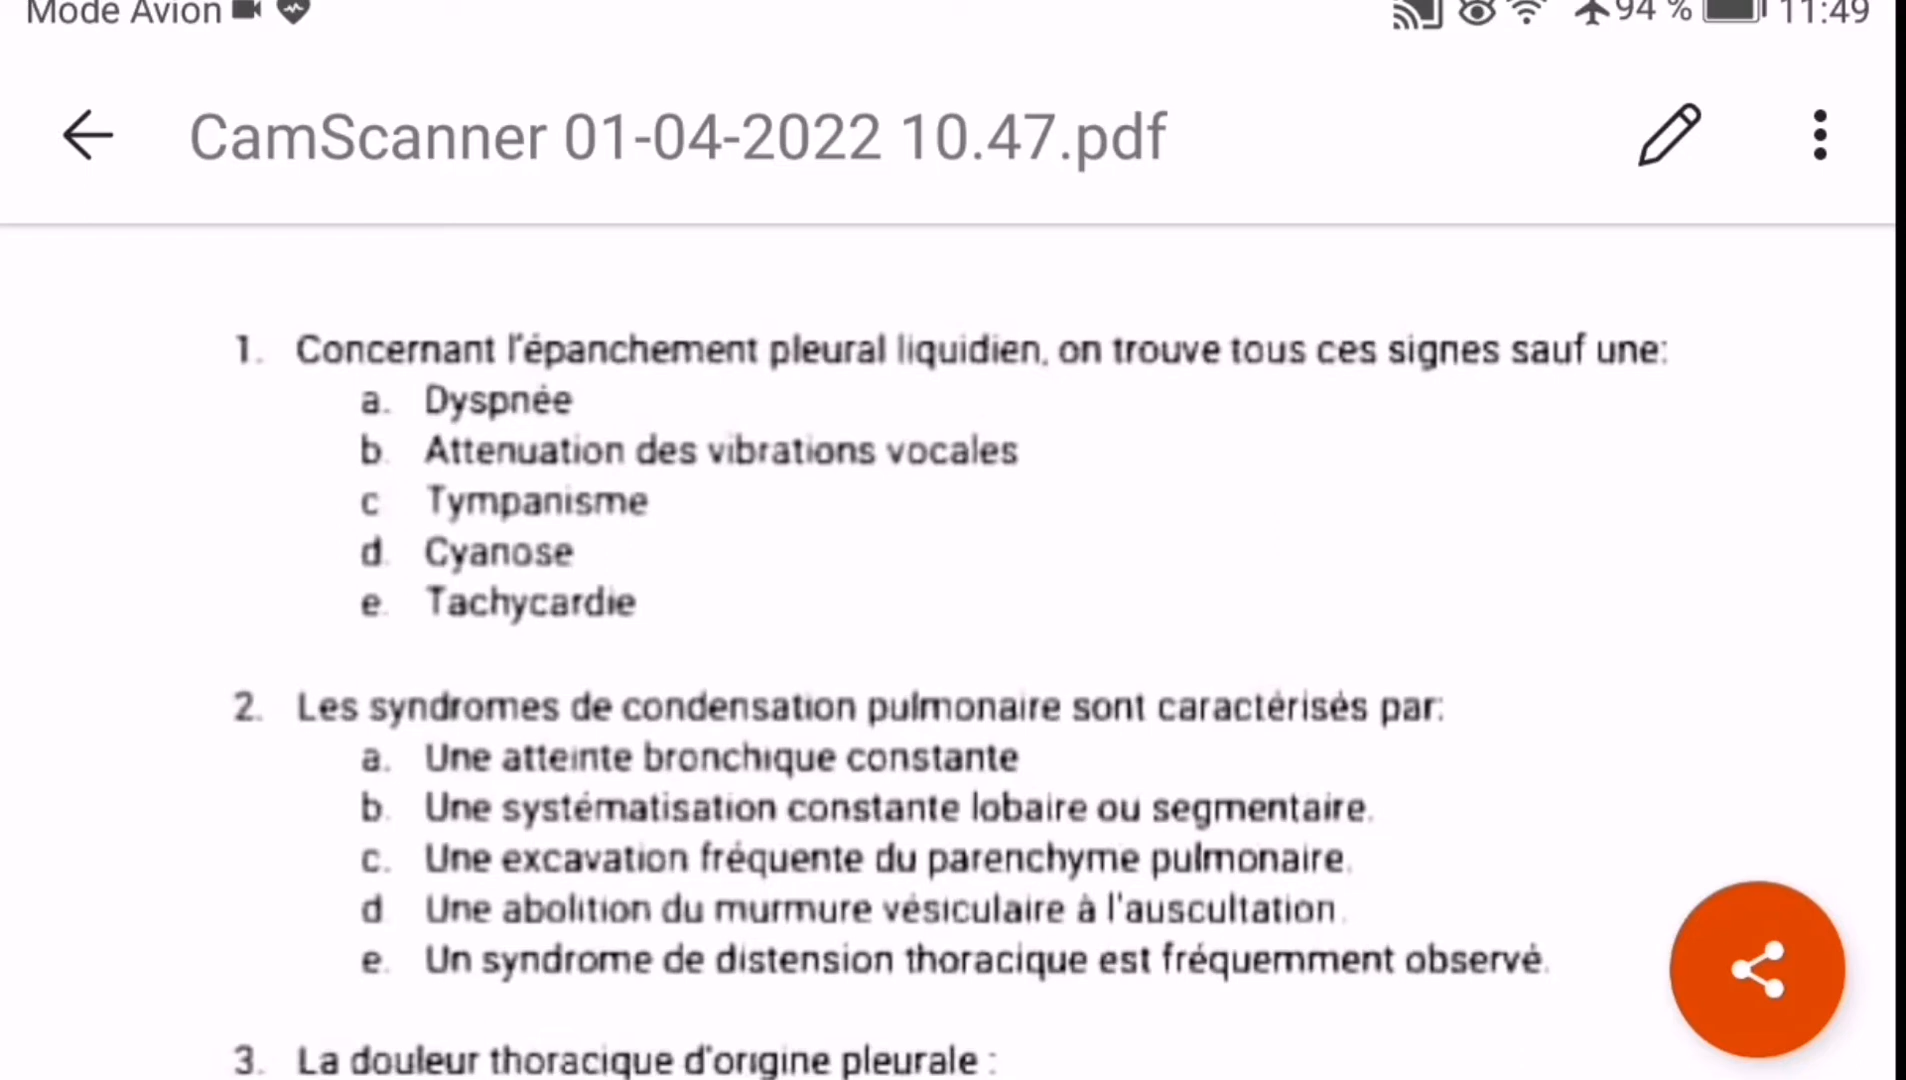 Mode Avion 94 % 11:49
CamScanner 01-04-2022 10.47.pdf
1. Concernant l'épanchement pleural liquidien, on trouve tous ces signes sauf une:
a. Dyspnée
b. Attenuation des vibrations vocales
c Tympanisme
d. Cyanose
e. Tachycardie
2. Les syndromes de condensation pulmonaire sont caractérisés par:
a. Une atteinte bronchique constante
b. Une systématisation constante lobaire ou segmentaire.
c. Une excavation fréquente du parenchyme pulmonaire.
d Une abolition du murmure vésiculaire à l'auscultation.
e. Un syndrome de distension thoracique est fréquemment observé.
3. La douleur thoracique d'origine pleurale :